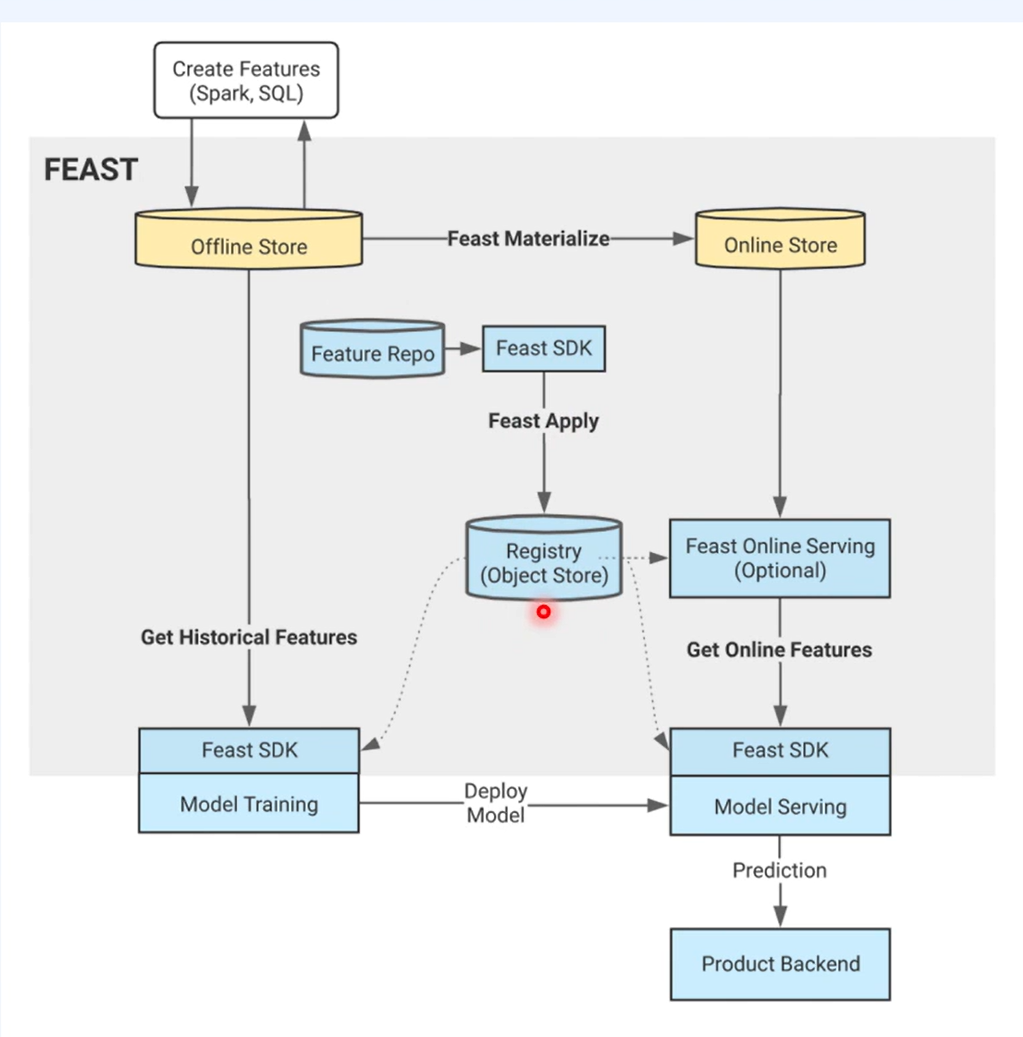 Create Features
(Spark, SQL)
FEAST
Offline Store
Feast Materialize
Online Store
Feature Repo
Feast SDK
Feast Apply
Registry
(Object Store)
Feast Online Serving
(Optional)
Get Historical Features
Get Online Features
Feast SDK
Feast SDK
Model Training
Deploy
Model
Model Serving
Prediction
Product Backend